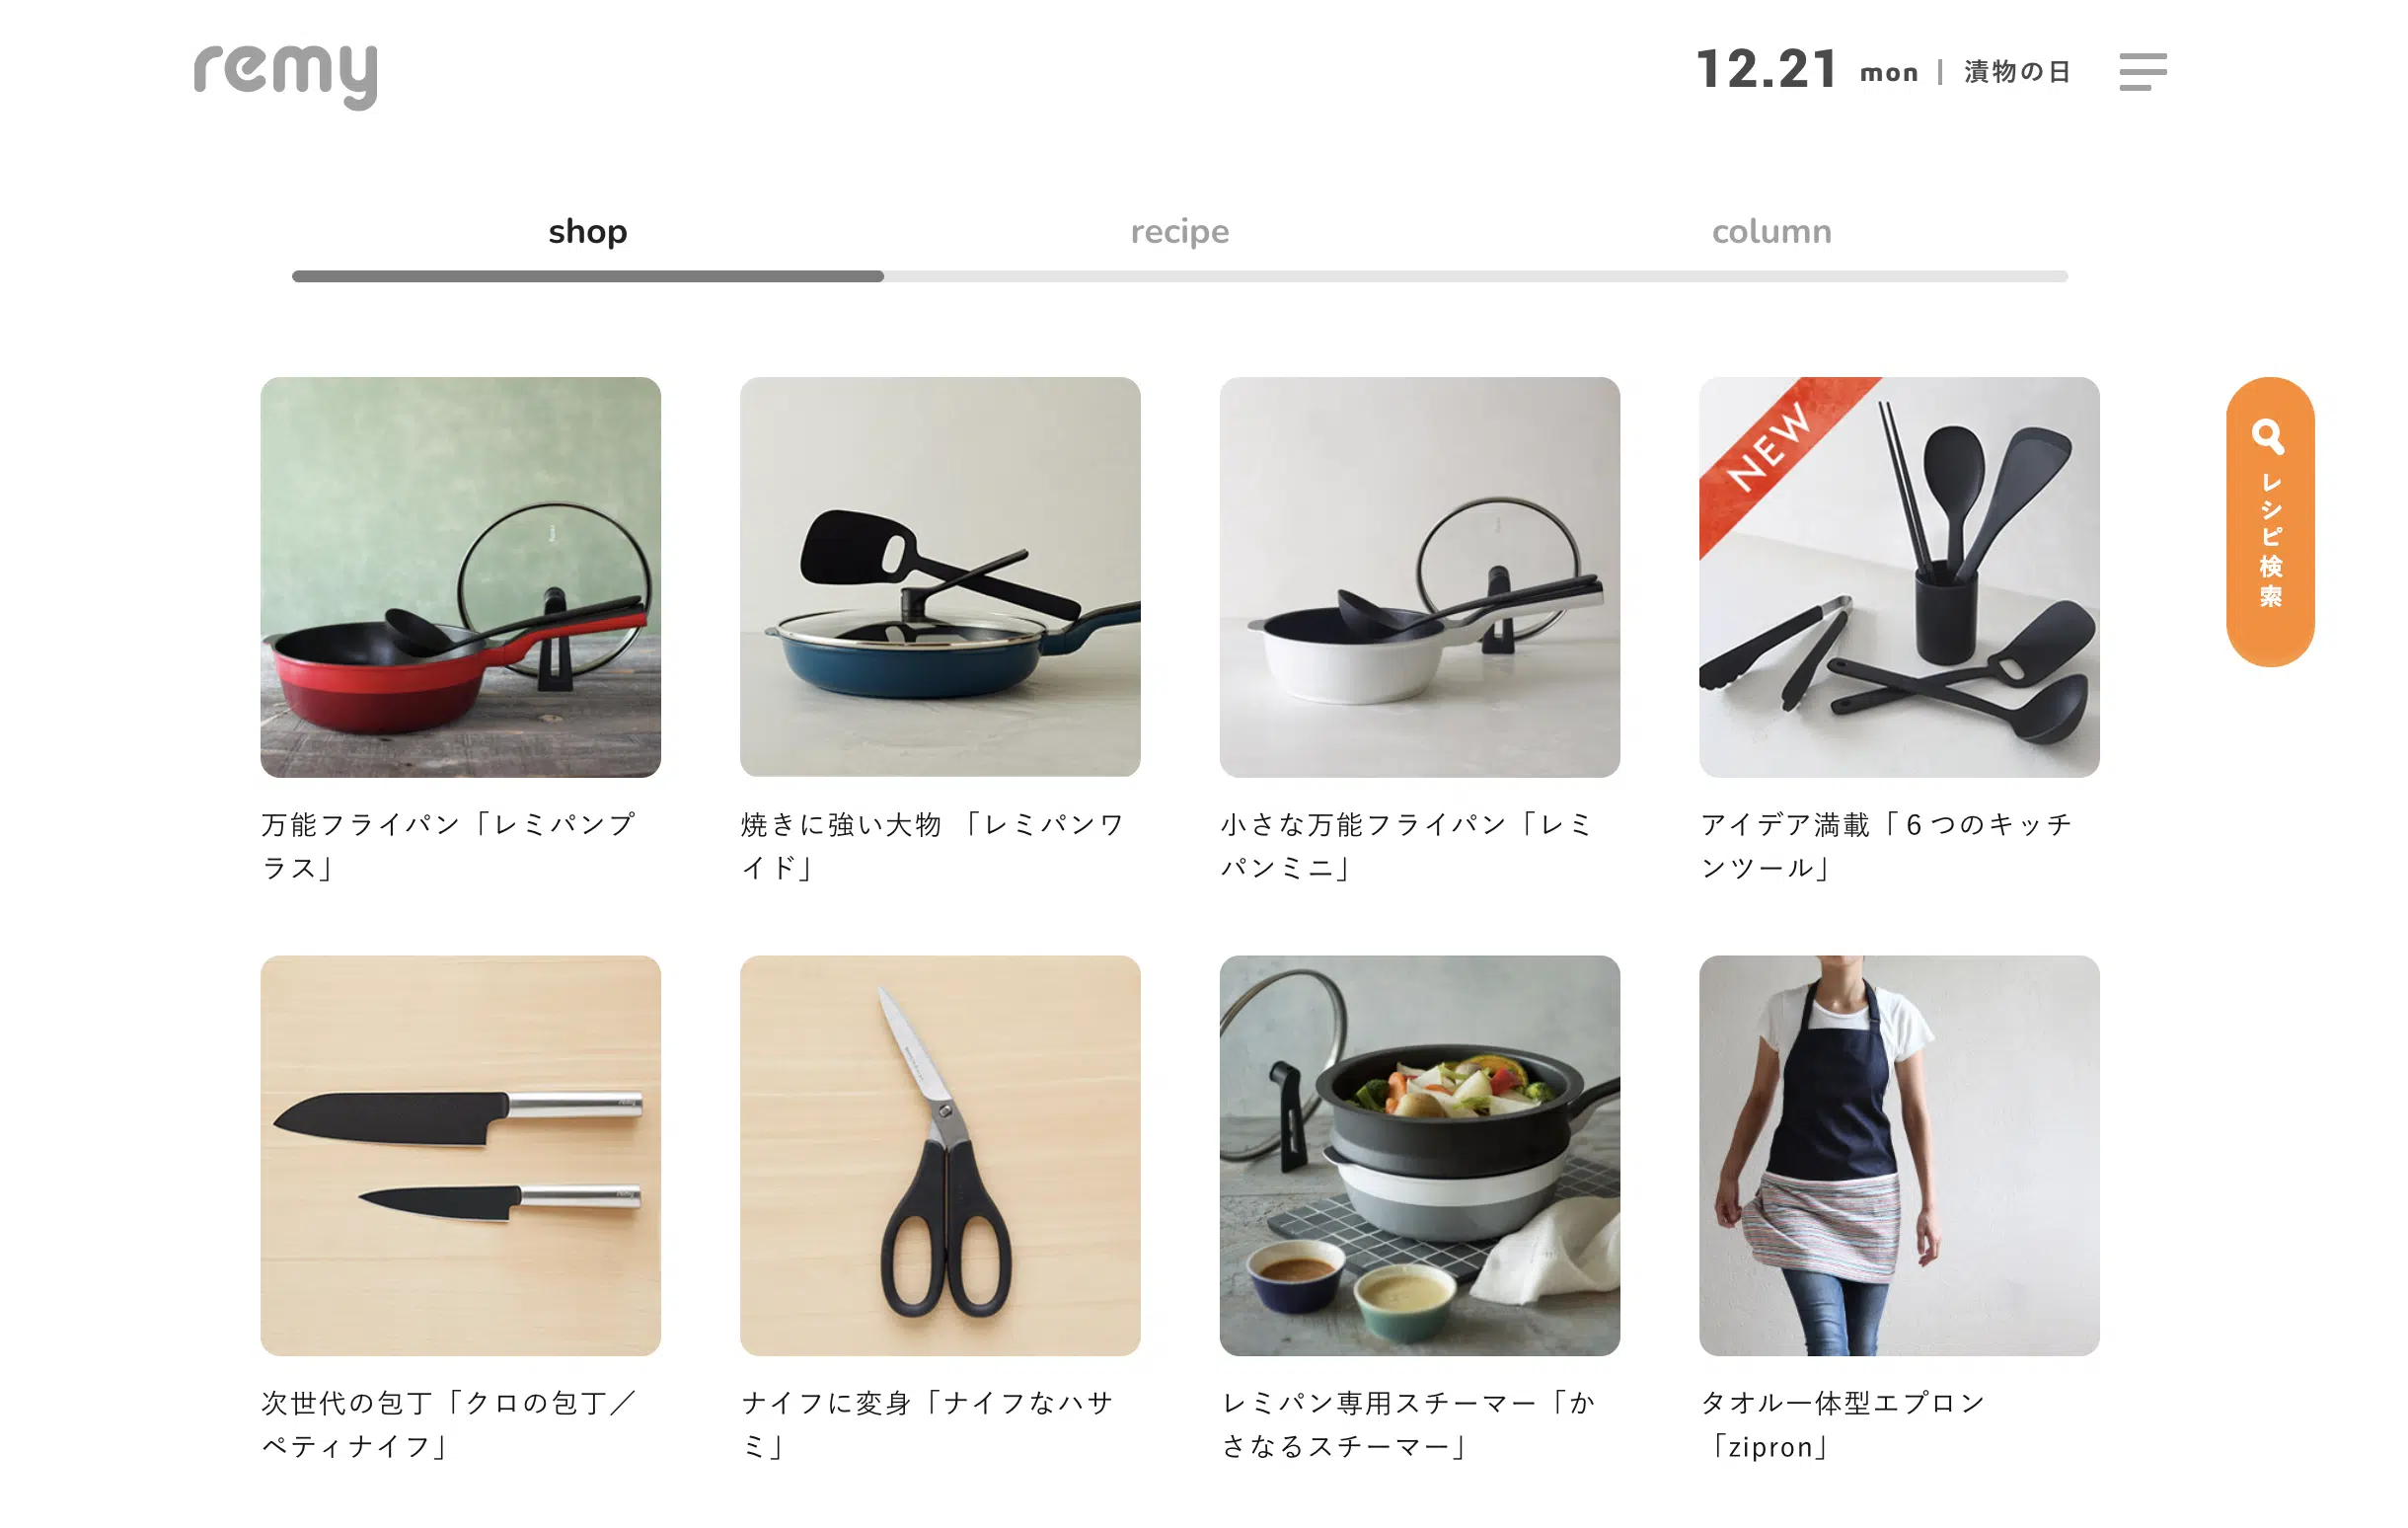 remy
12.21 mon | 漬物の日
shop
recipe
column
NEW
レシピ検索
万能フライパン「レミパンプ
ラス」
焼きに強い大物 「レミパンワ
イド」
小さな万能フライパン「レミ
パンミニ」
アイデア満載「６つのキッチ
ンツール」
次世代の包丁「クロの包丁／
ペティナイフ」
ナイフに変身「ナイフなハサ
ミ」
レミパン専用スチーマー「か
さなるスチーマー」
タオル一体型エプロン
「zipron」